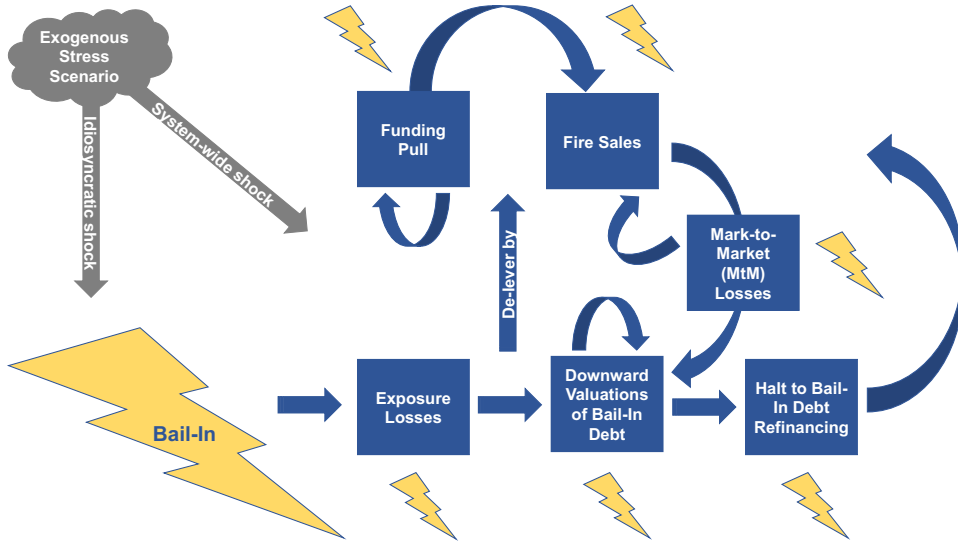 Exogenous
Stress
Scenario
Idiosyncratic shock
System-wide shock
Funding
Pull
Fire Sales
Mark-to-
Market
(MtM)
Losses
De-lever by
Bail-In
Exposure
Losses
Downward
Valuations
of Bail-In
Debt
Halt to Bail-
In Debt
Refinancing